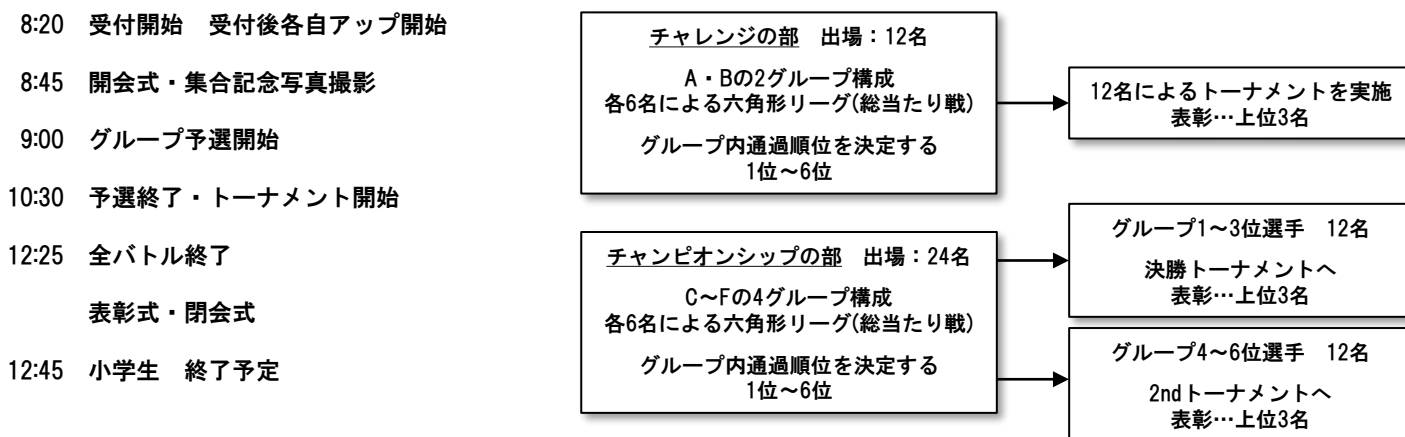 8:20 受付開始 受付後各自アップ開始
8:45 開会式・集合記念写真撮影
9:00 グループ予選開始
10:30 予選終了・トーナメント開始
12:25 全バトル終了
表彰式・閉会式
12:45 小学生 終了予定
チャレンジの部 出場：12名
A・Bの2グループ構成
各6名による六角形リーグ(総当たり戦)
グループ内通過順位を決定する
1位～6位
12名によるトーナメントを実施
表彰…上位3名
チャンピオンシップの部 出場：24名
C～Fの4グループ構成
各6名による六角形リーグ(総当たり戦)
グループ内通過順位を決定する
1位～6位
グループ1～3位選手 12名
決勝トーナメントへ
表彰…上位3名
グループ4～6位選手 12名
2ndトーナメントへ
表彰…上位3名